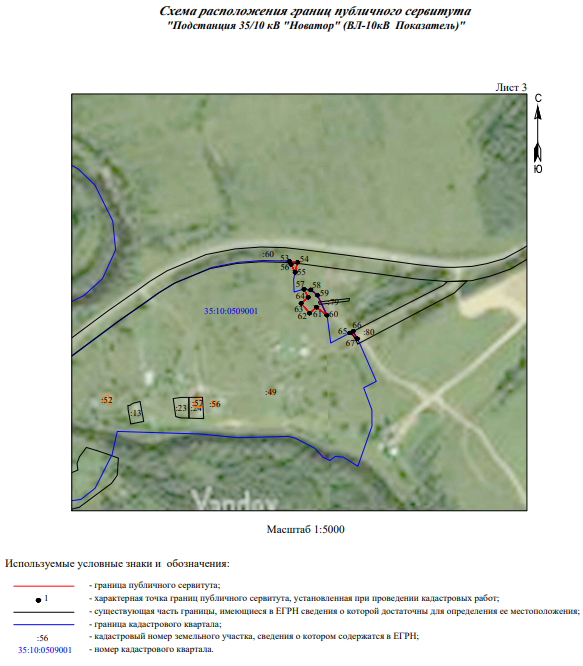 Схема расположения границ публичного сервитута
"Подстанция 35/10 кВ "Новатор" (ВЛ-10кВ Показатель)"
Лист 3
С
Ю
:60
53
54
56
55
57
58
59
64
:79
63
62
61
60
35:10:0509001
65
66
:80
67
:49
:52
:13
:23
:57
:24
:56
Yandex
Масштаб 1:5000
Используемые условные знаки и обозначения:
- граница публичного сервитута;
1 - характерная точка границ публичного сервитута, установленная при проведении кадастровых работ;
- существующая часть границы, имеющиеся в ЕГРН сведения о которой достаточны для определения ее местоположения;
- граница кадастрового квартала;
:56 - кадастровый номер земельного участка, сведения о котором содержатся в ЕГРН;
35:10:0509001 - номер кадастрового квартала.